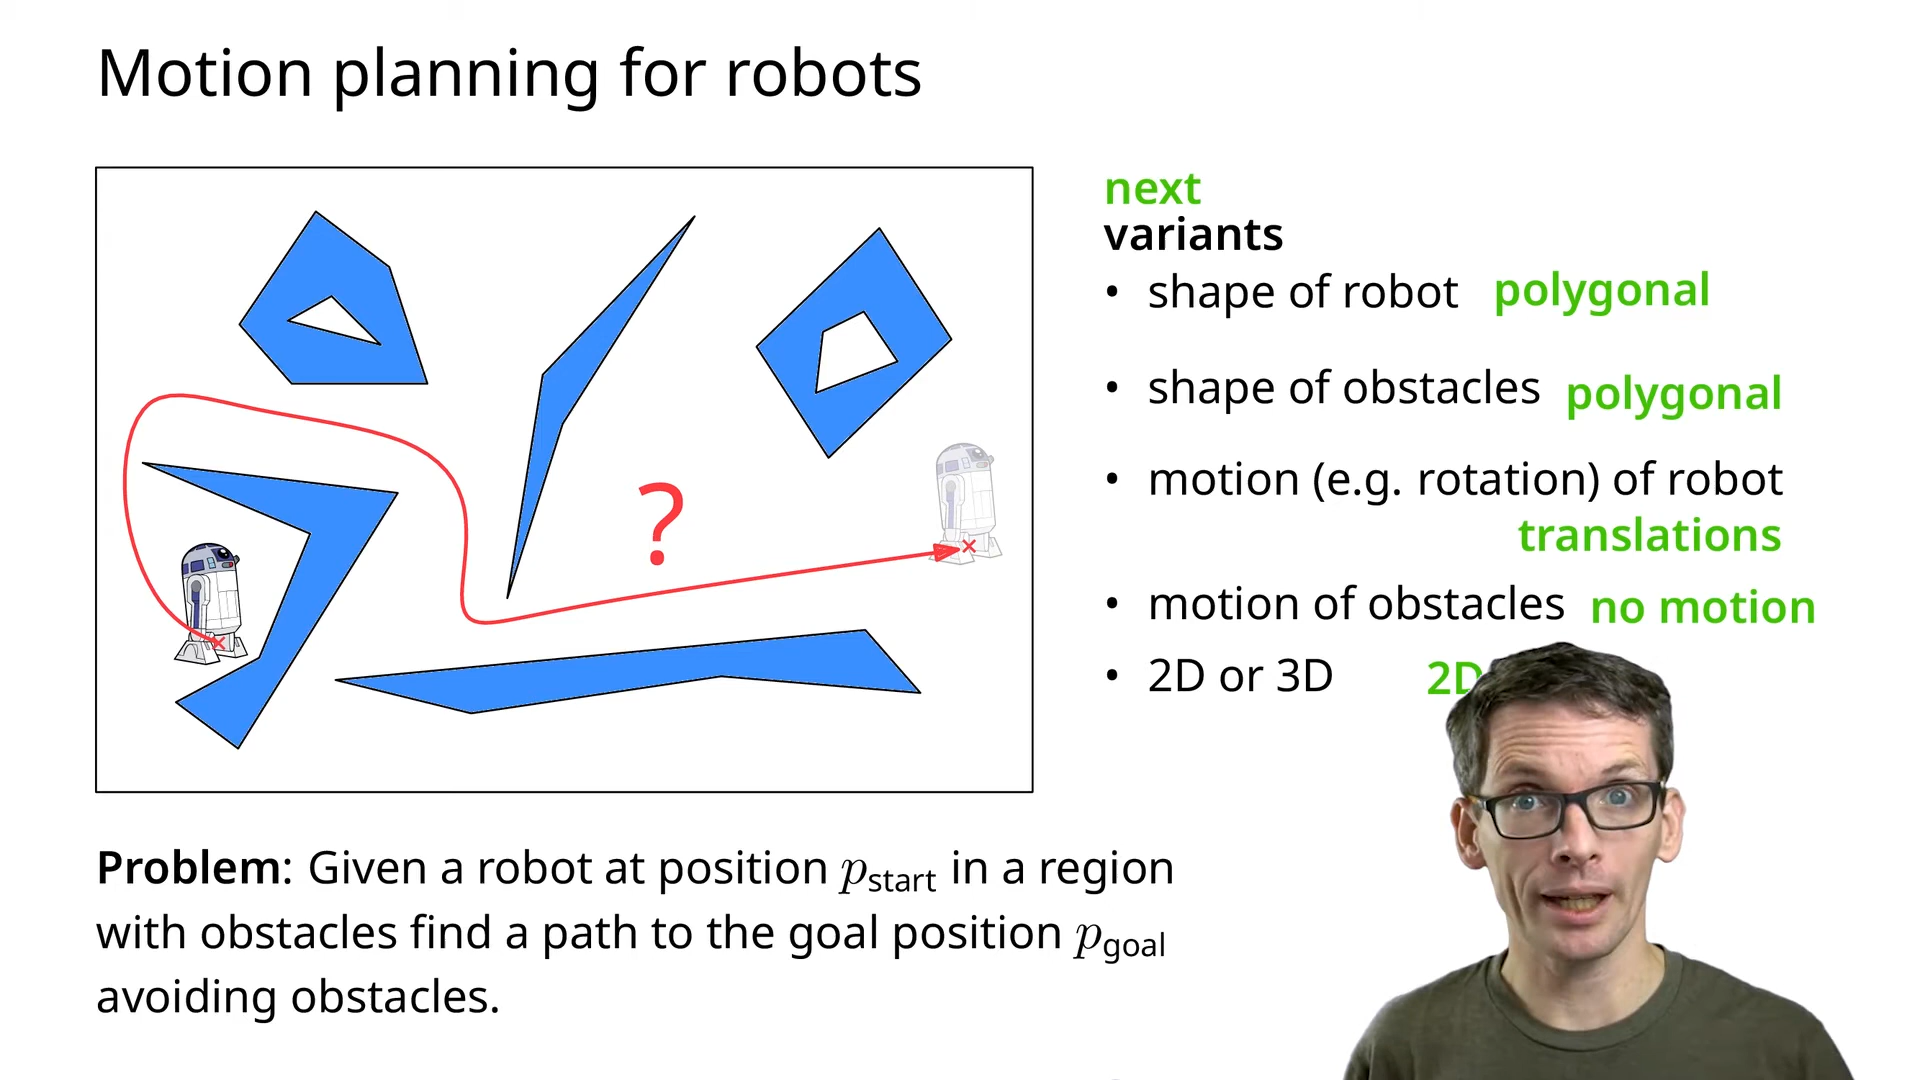 Motion planning for robots
next
variants
• shape of robot polygonal
• shape of obstacles polygonal
• motion (e.g. rotation) of robot
translations
• motion of obstacles no motion
• 2D or 3D 2D
?
Problem: Given a robot at position p_start in a region
with obstacles find a path to the goal position p_goal
avoiding obstacles.